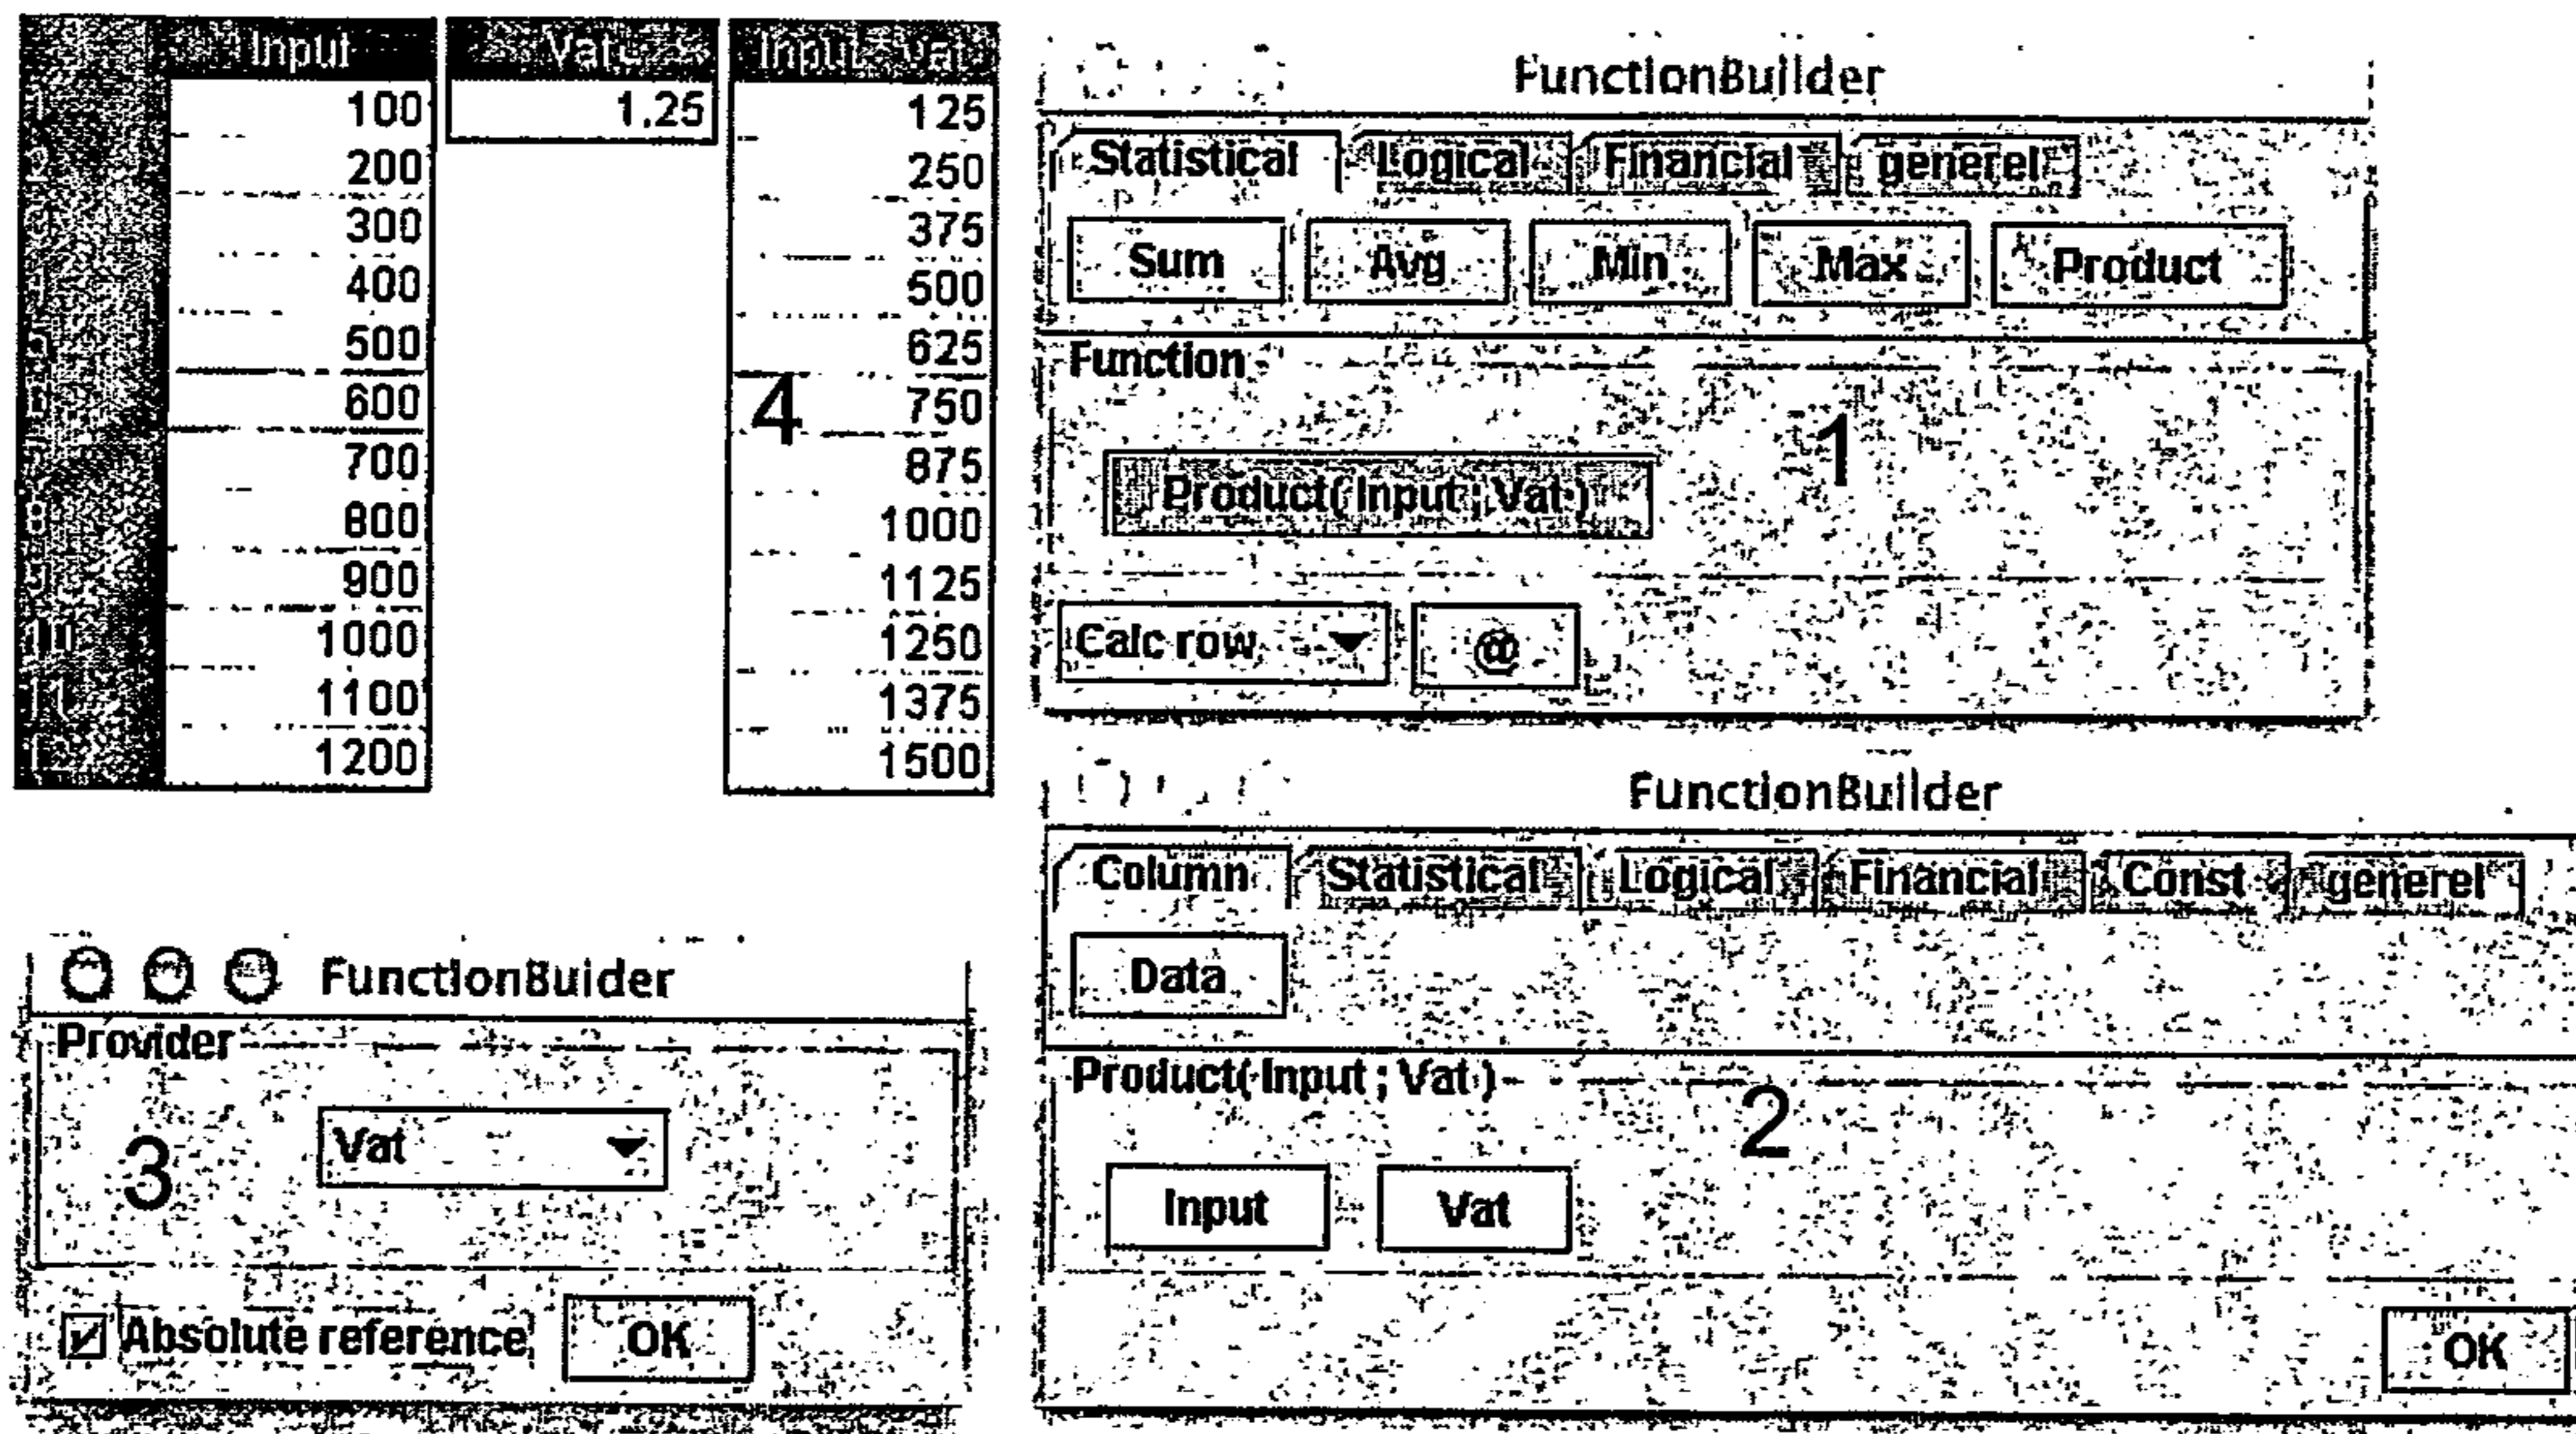 Input Vat Input * Vat
100 1.25 125
200 250
300 375
400 500
500 625
600 4 750
700 875
800 1000
900 1125
10 1000 1250
11 1100 1375
1200 1500
FunctionBuilder
Statistical Logical Financial generel
Sum Avg Min Max Product
Function
1
Product( Input ; Vat )
Calc row @
FunctionBuilder
Column Statistical Logical Financial Const generel
Data
Product( Input ; Vat )
2
Input Vat
OK
FunctionBuider
Provider
3 Vat
Absolute reference OK